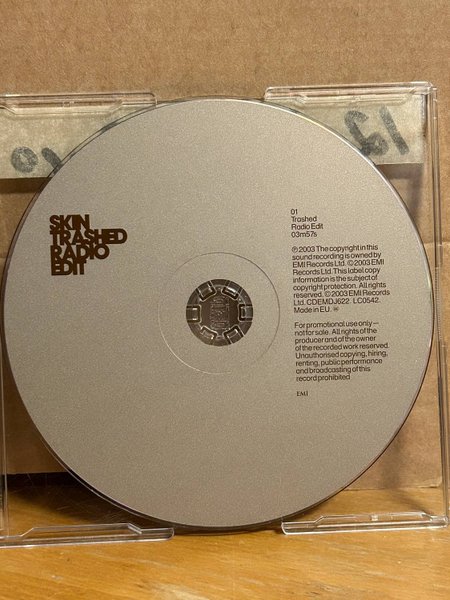 SKIN
TRASHED
RADIO
EDIT
01
Trashed
Radio Edit
03m57s
℗ 2003 The copyright in this
sound recording is owned by
EMI Records Ltd. © 2003 EMI
Records Ltd. This label copy
information is the subject of
copyright protection. All rights
reserved. © 2003 EMI Records
Ltd. CDEMDJ622. LC0542.
Made in EU.
For promotional use only —
not for sale. All rights of the
producer and of the owner
of the recorded work reserved.
Unauthorised copying, hiring,
renting, public performance
and broadcasting of this
record prohibited
EMI